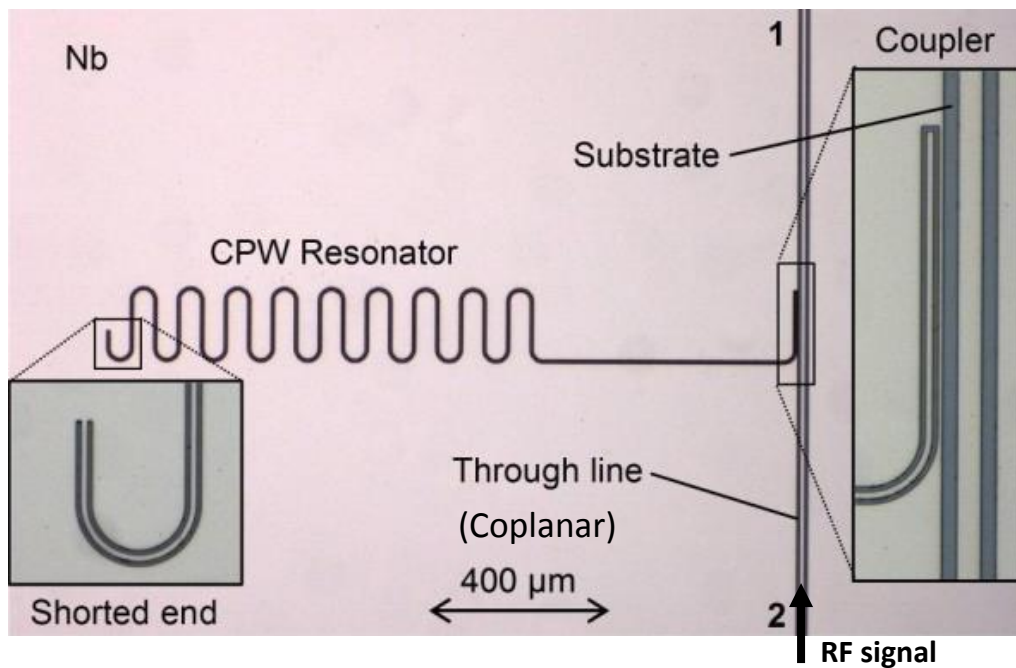 Nb
1
Coupler
Substrate
CPW Resonator
Through line
(Coplanar)
400 µm
Shorted end
2
RF signal